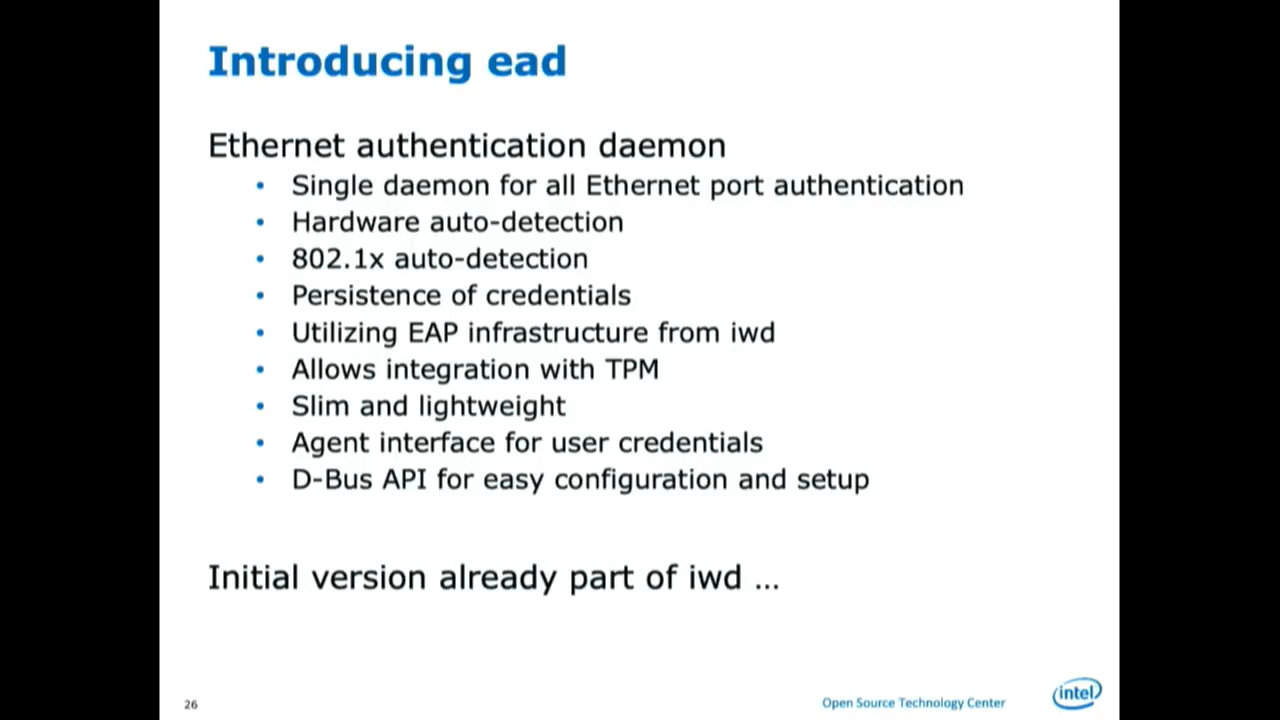 Introducing ead
Ethernet authentication daemon
• Single daemon for all Ethernet port authentication
• Hardware auto-detection
• 802.1x auto-detection
• Persistence of credentials
• Utilizing EAP infrastructure from iwd
• Allows integration with TPM
• Slim and lightweight
• Agent interface for user credentials
• D-Bus API for easy configuration and setup
Initial version already part of iwd ...
26
Open Source Technology Center
intel